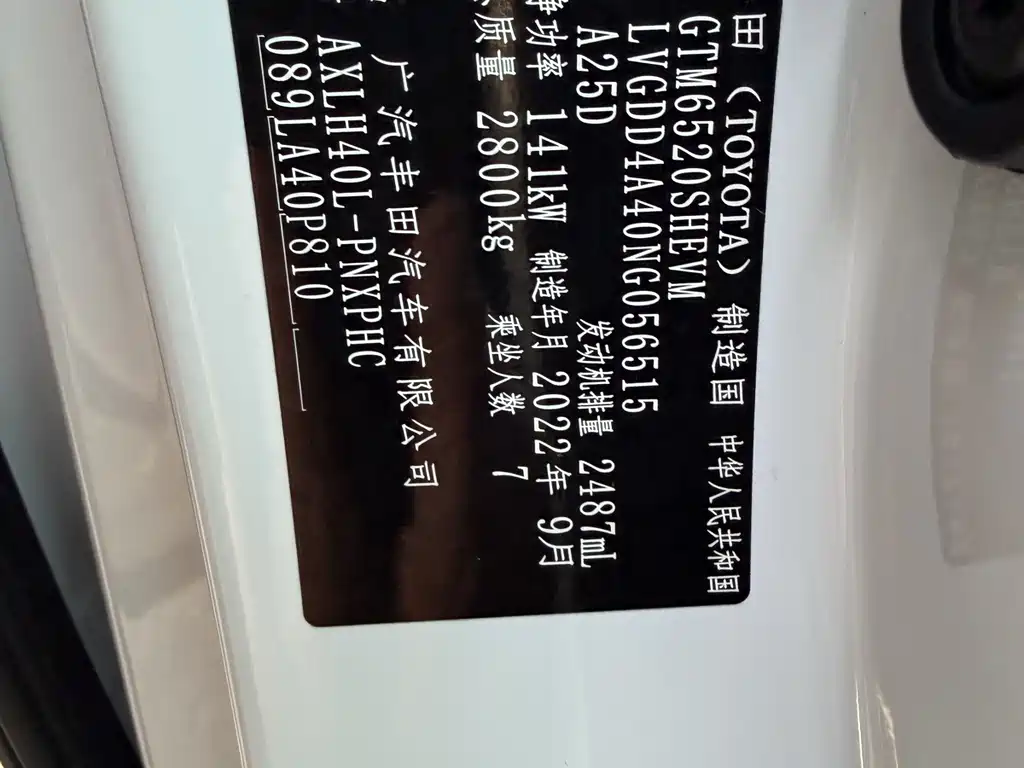 田 (TOYOTA) 制造国 中华人民共和国
GTM6520SHEVM
LVGDD4A40NG056515
A25D 发动机排量 2487mL
净功率 141kW 制造年月 2022年 9月
质量 2800kg 乘坐人数 7
广汽丰田汽车有限公司
AXLH40L-PNXPHC
089LA40P810